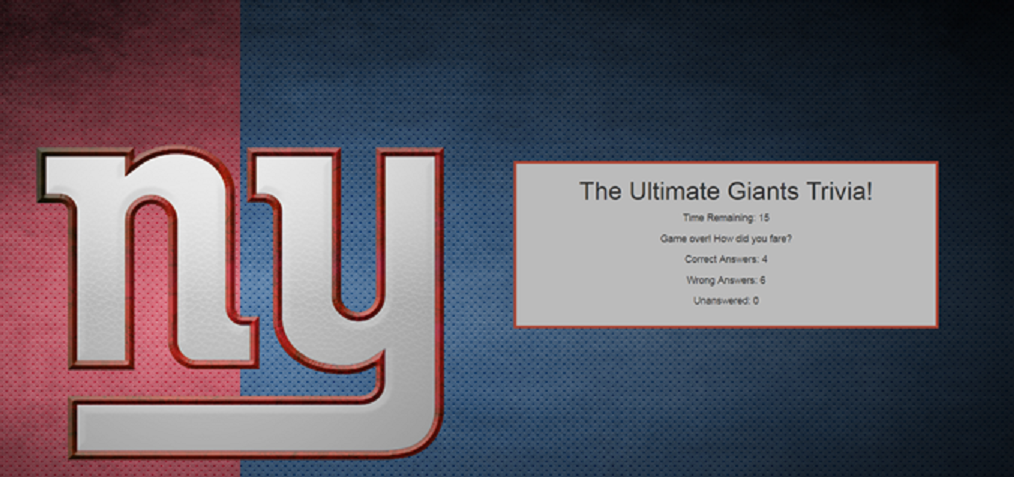 ny
The Ultimate Giants Trivia!
Time Remaining: 15
Game over! How did you fare?
Correct Answers: 4
Wrong Answers: 6
Unanswered: 0